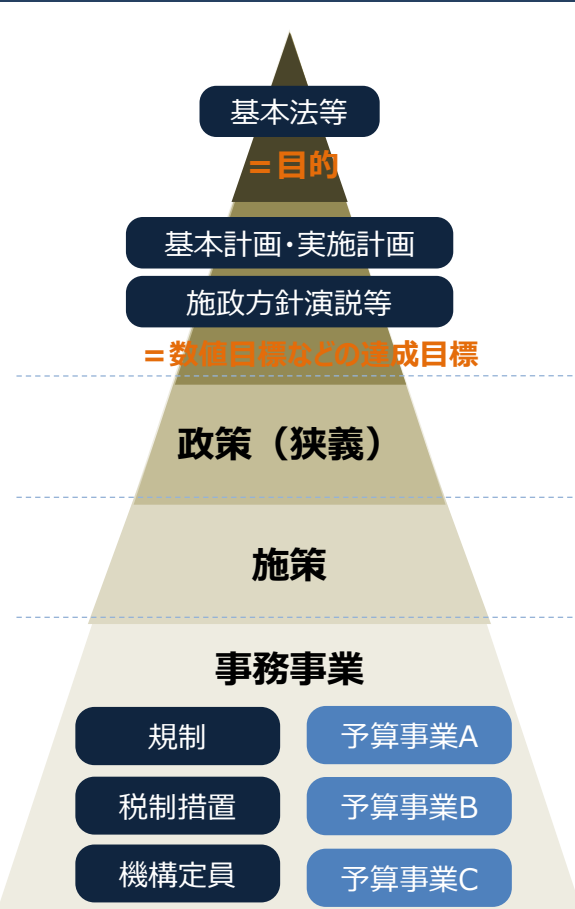 基本法等
＝目的
基本計画・実施計画
施政方針演説等
＝数値目標などの達成目標
政策（狭義）
施策
事務事業
規制
予算事業A
税制措置
予算事業B
機構定員
予算事業C